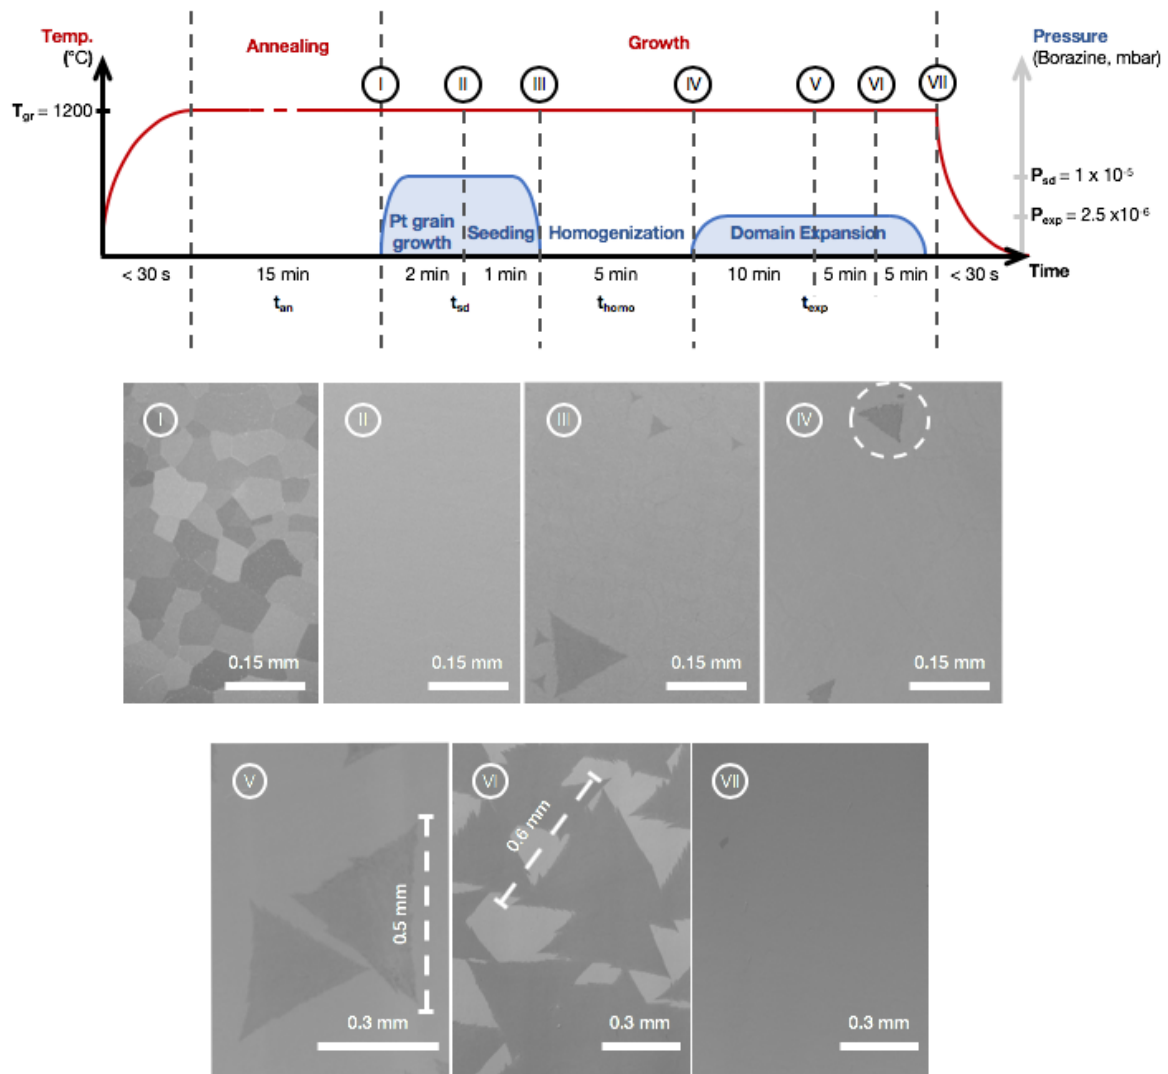 Temp.
(°C)
Annealing
Growth
Pressure
(Borazine, mbar)
I
II
III
IV
V
VI
VII
T_gr = 1200
P_sd = 1 x 10^-5
P_exp = 2.5 x10^-6
Pt grain
growth
Seeding
Homogenization
Domain Expansion
< 30 s
15 min
2 min
1 min
5 min
10 min
5 min
5 min
< 30 s
Time
t_an
t_sd
t_homo
t_exp
I
II
III
IV
0.15 mm
0.15 mm
0.15 mm
0.15 mm
V
VI
VII
0.5 mm
0.6 mm
0.3 mm
0.3 mm
0.3 mm